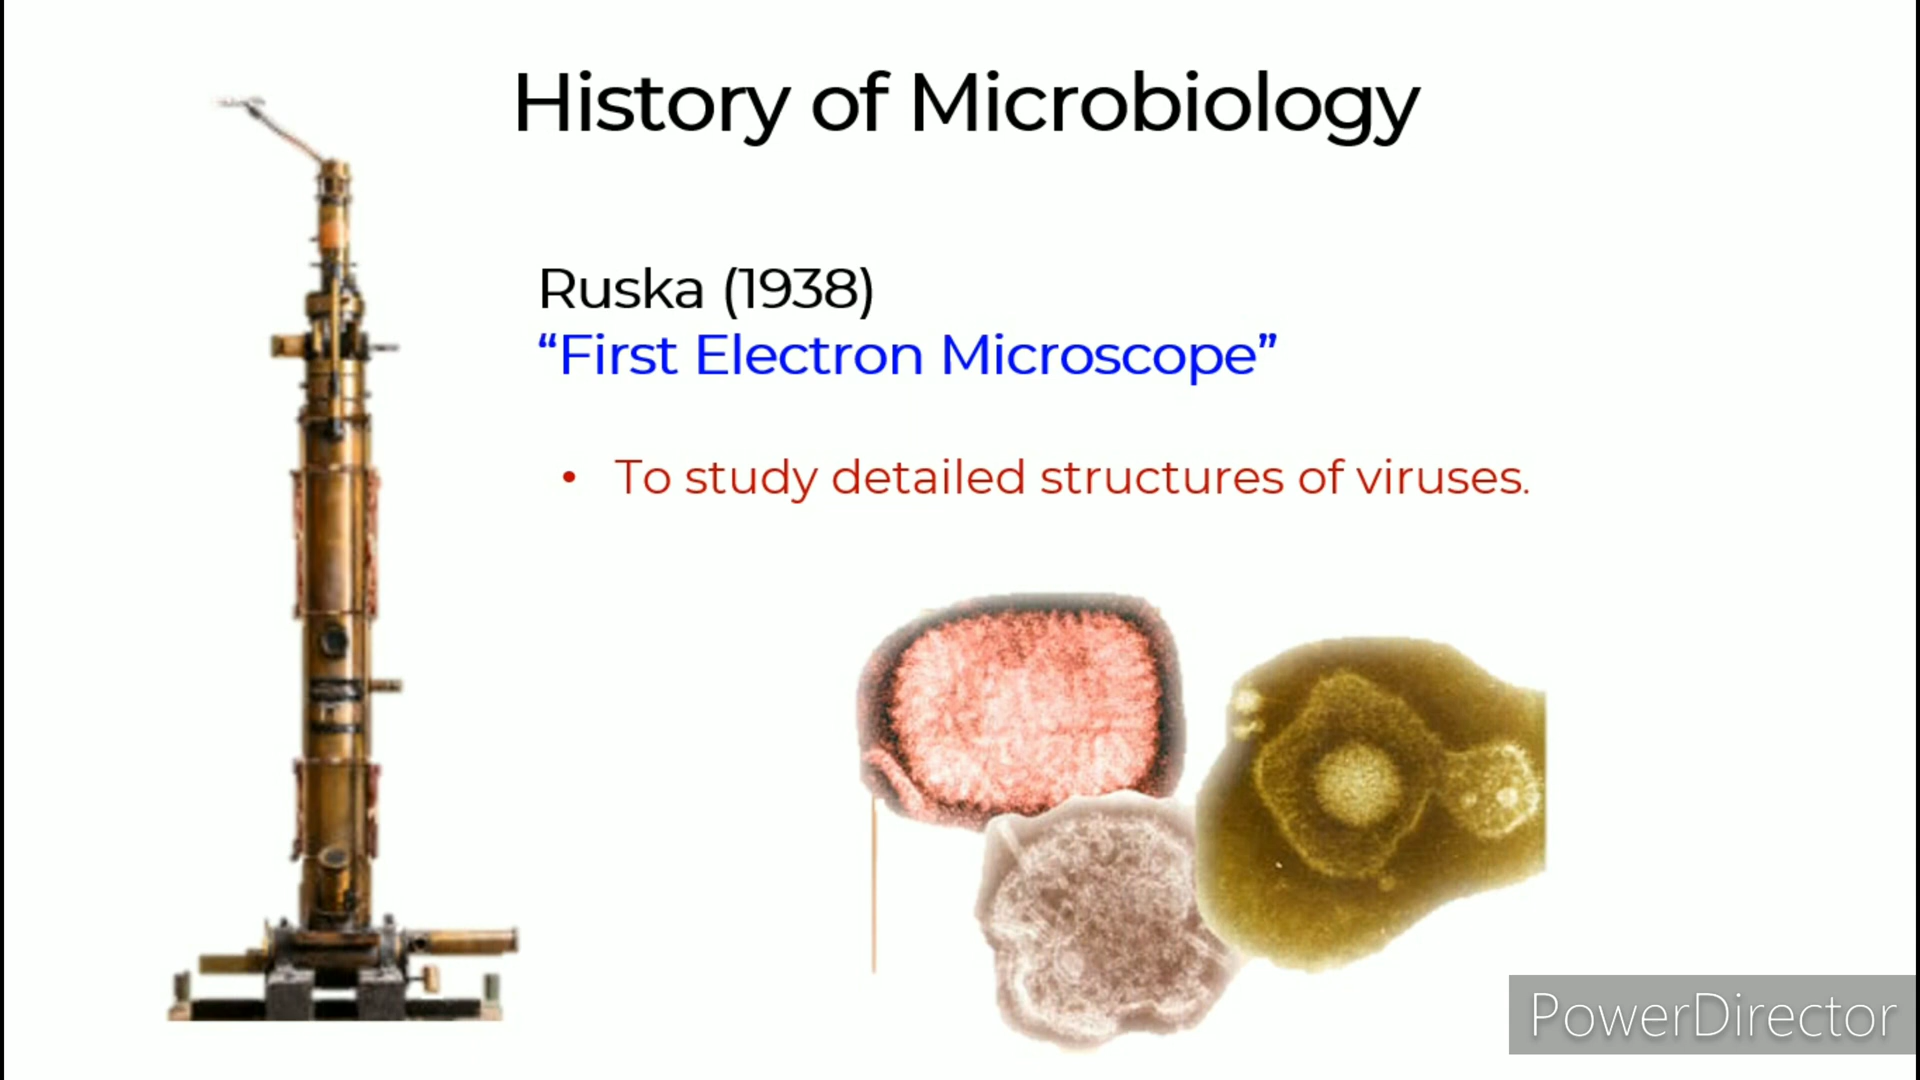 History of Microbiology
Ruska (1938)
“First Electron Microscope”
• To study detailed structures of viruses.
PowerDirector